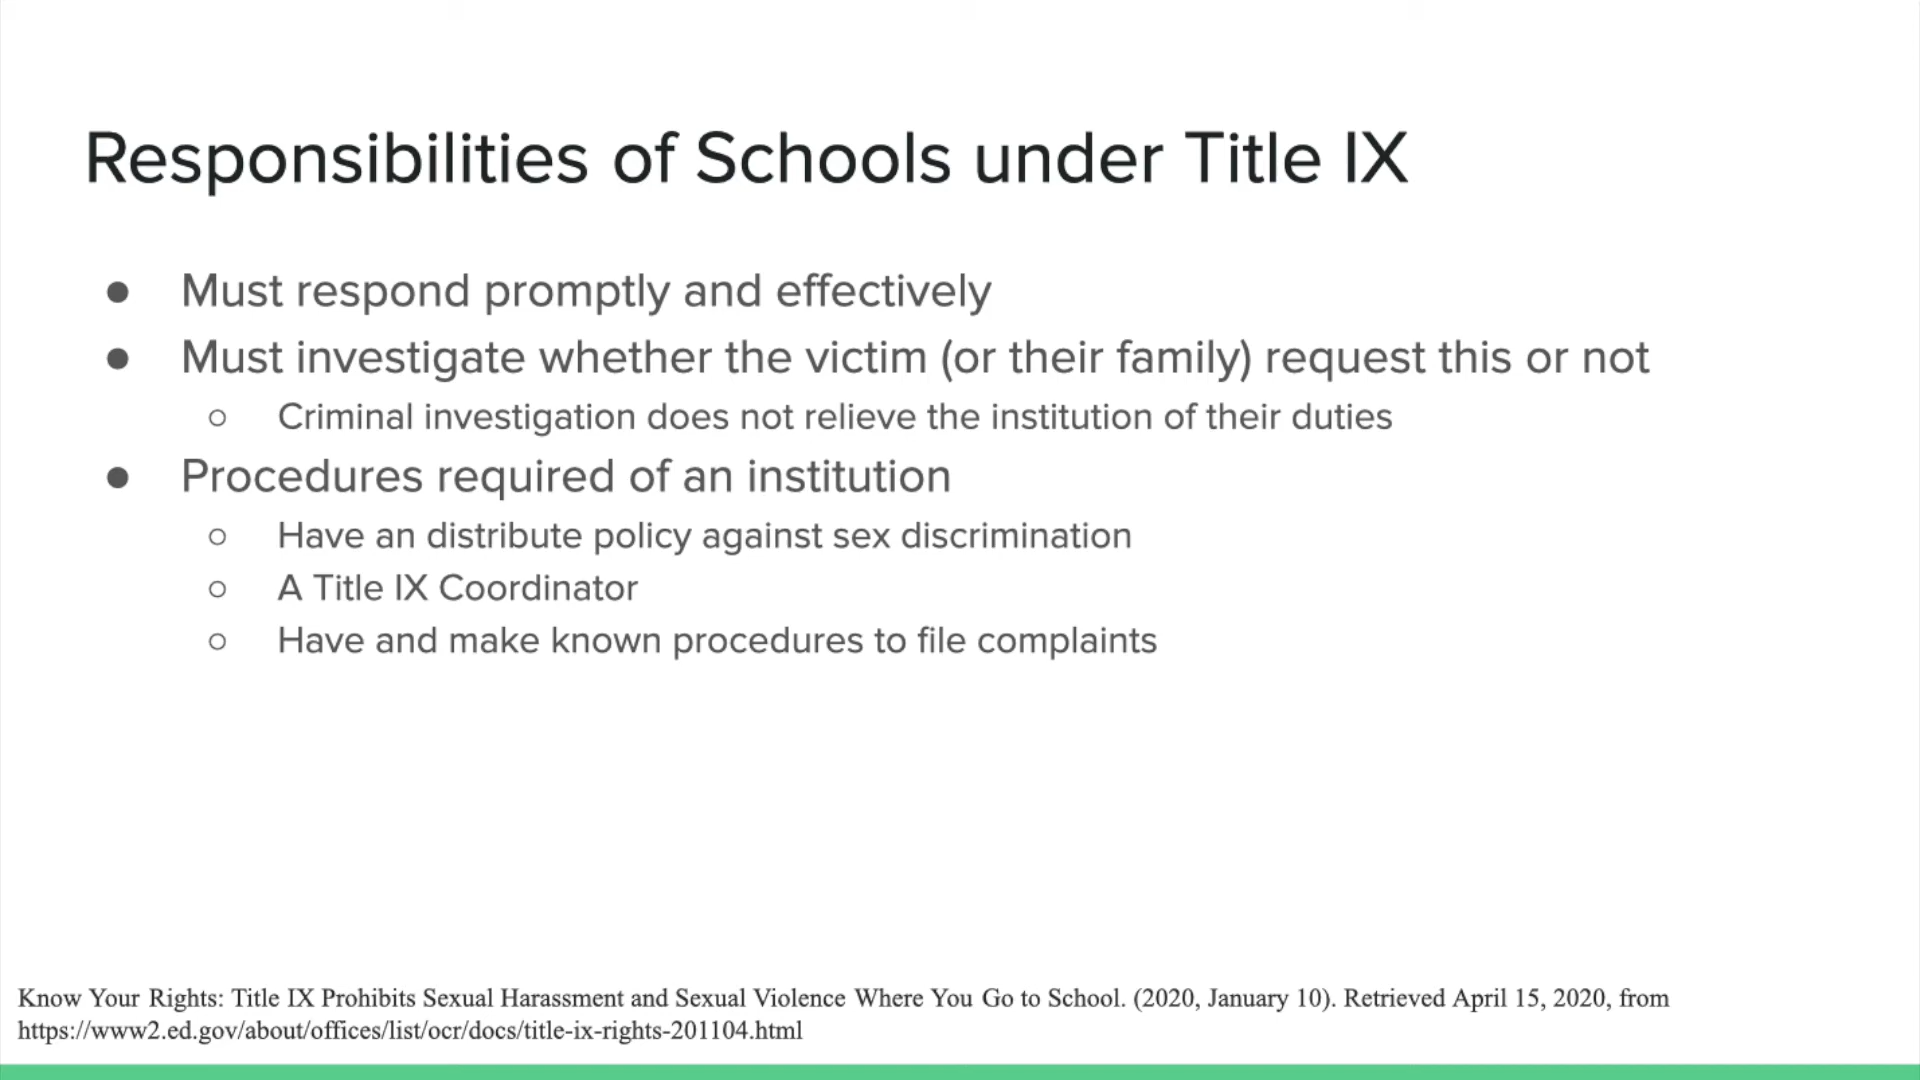 Responsibilities of Schools under Title IX
● Must respond promptly and effectively
● Must investigate whether the victim (or their family) request this or not
○ Criminal investigation does not relieve the institution of their duties
● Procedures required of an institution
○ Have an distribute policy against sex discrimination
○ A Title IX Coordinator
○ Have and make known procedures to file complaints
Know Your Rights: Title IX Prohibits Sexual Harassment and Sexual Violence Where You Go to School. (2020, January 10). Retrieved April 15, 2020, from
https://www2.ed.gov/about/offices/list/ocr/docs/title-ix-rights-201104.html